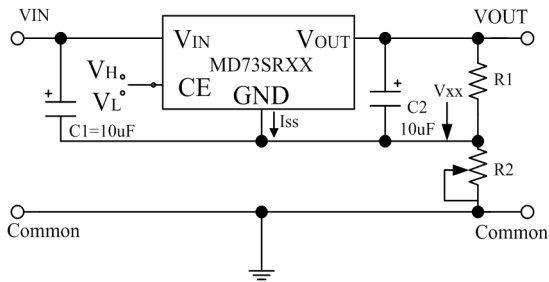 VIN
VOUT
VIN
VOUT
MD73SRXX
VH
VL
CE
GND
Iss
C1=10uF
C2
10uF
VXX
R1
R2
Common
Common